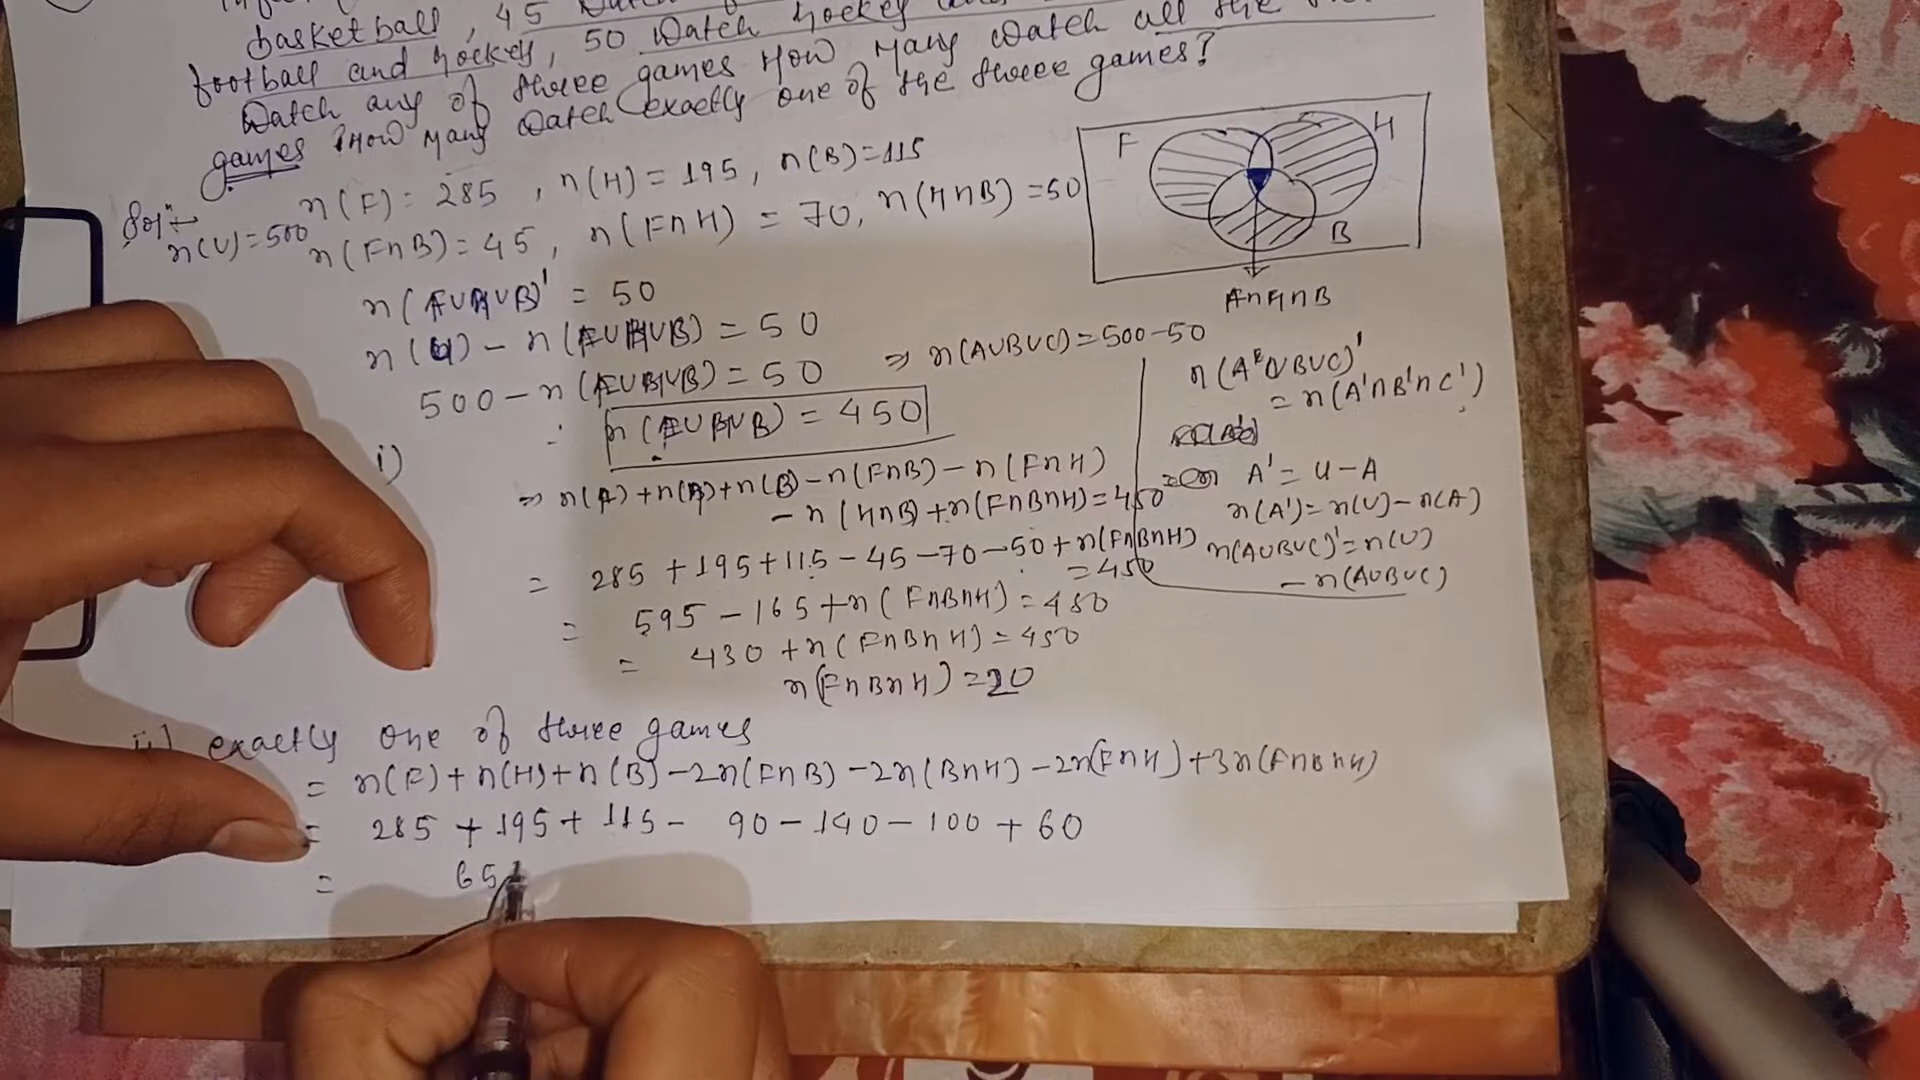 basketball, 45 watch
football and hockey, 50 watch hockey
watch any of three games How many watch all the
games ? How many watch exactly one of the three games?
Sol^n
n(U)=500
n(F) = 285 , n(H) = 195, n(B)=115
n(F∩B)=45, n(F∩H) = 70, n(H∩B) =50
F
H
B
F∩H∩B
n(F∪H∪B)' = 50
n(U) – n(F∪H∪B) = 50
500 – n(F∪H∪B) = 50 ⇒ n(A∪B∪C)=500-50
∴ n(F∪H∪B) = 450
i)
⇒ n(F)+n(H)+n(B)–n(F∩B)–n(F∩H)
– n(H∩B)+n(F∩B∩H)=450
= 285 +195+115–45–70–50+n(F∩B∩H)
=450
= 595 – 165+n(F∩B∩H)=450
= 430 +n(F∩B∩H)=450
n(F∩B∩H)=20
n(A∪B∪C)'
= n(A'∩B'∩C')
A' = U–A
n(A')=n(U)–n(A)
n(A∪B∪C)'=n(U)
–n(A∪B∪C)
ii) exactly one of three games
= n(F)+n(H)+n(B)–2n(F∩B)–2n(B∩H)–2n(F∩H)+3n(F∩B∩H)
= 285 +195+ 115– 90–140–100 +60
= 65